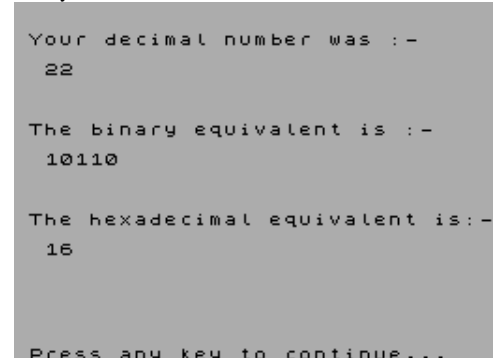 Your decimal number was :-
22
The binary equivalent is :-
10110
The hexadecimal equivalent is:-
16
Press any key to continue...